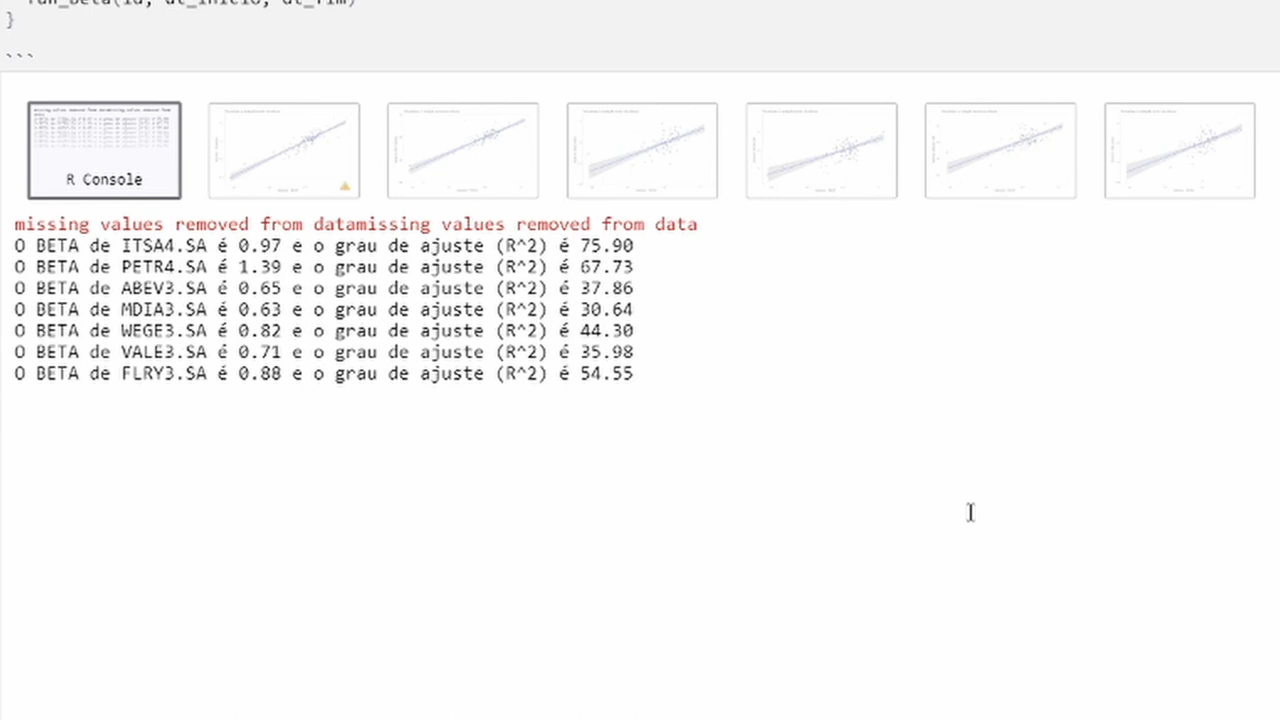 run_beta(id, dt_inicio, dt_fim)
}
```
R Console
missing values removed from datamissing values removed from data
O BETA de ITSA4.SA é 0.97 e o grau de ajuste (R^2) é 75.90
O BETA de PETR4.SA é 1.39 e o grau de ajuste (R^2) é 67.73
O BETA de ABEV3.SA é 0.65 e o grau de ajuste (R^2) é 37.86
O BETA de MDIA3.SA é 0.63 e o grau de ajuste (R^2) é 30.64
O BETA de WEGE3.SA é 0.82 e o grau de ajuste (R^2) é 44.30
O BETA de VALE3.SA é 0.71 e o grau de ajuste (R^2) é 35.98
O BETA de FLRY3.SA é 0.88 e o grau de ajuste (R^2) é 54.55